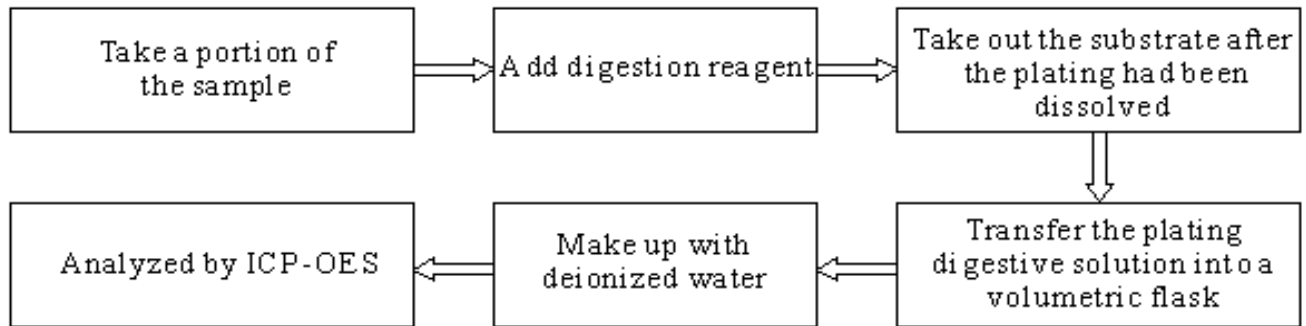 Take a portion of
the sample
Add digestion reagent
Take out the substrate after
the plating had been
dissolved
Transfer the plating
digestive solution into a
volumetric flask
Make up with
deionized water
Analyzed by ICP-OES